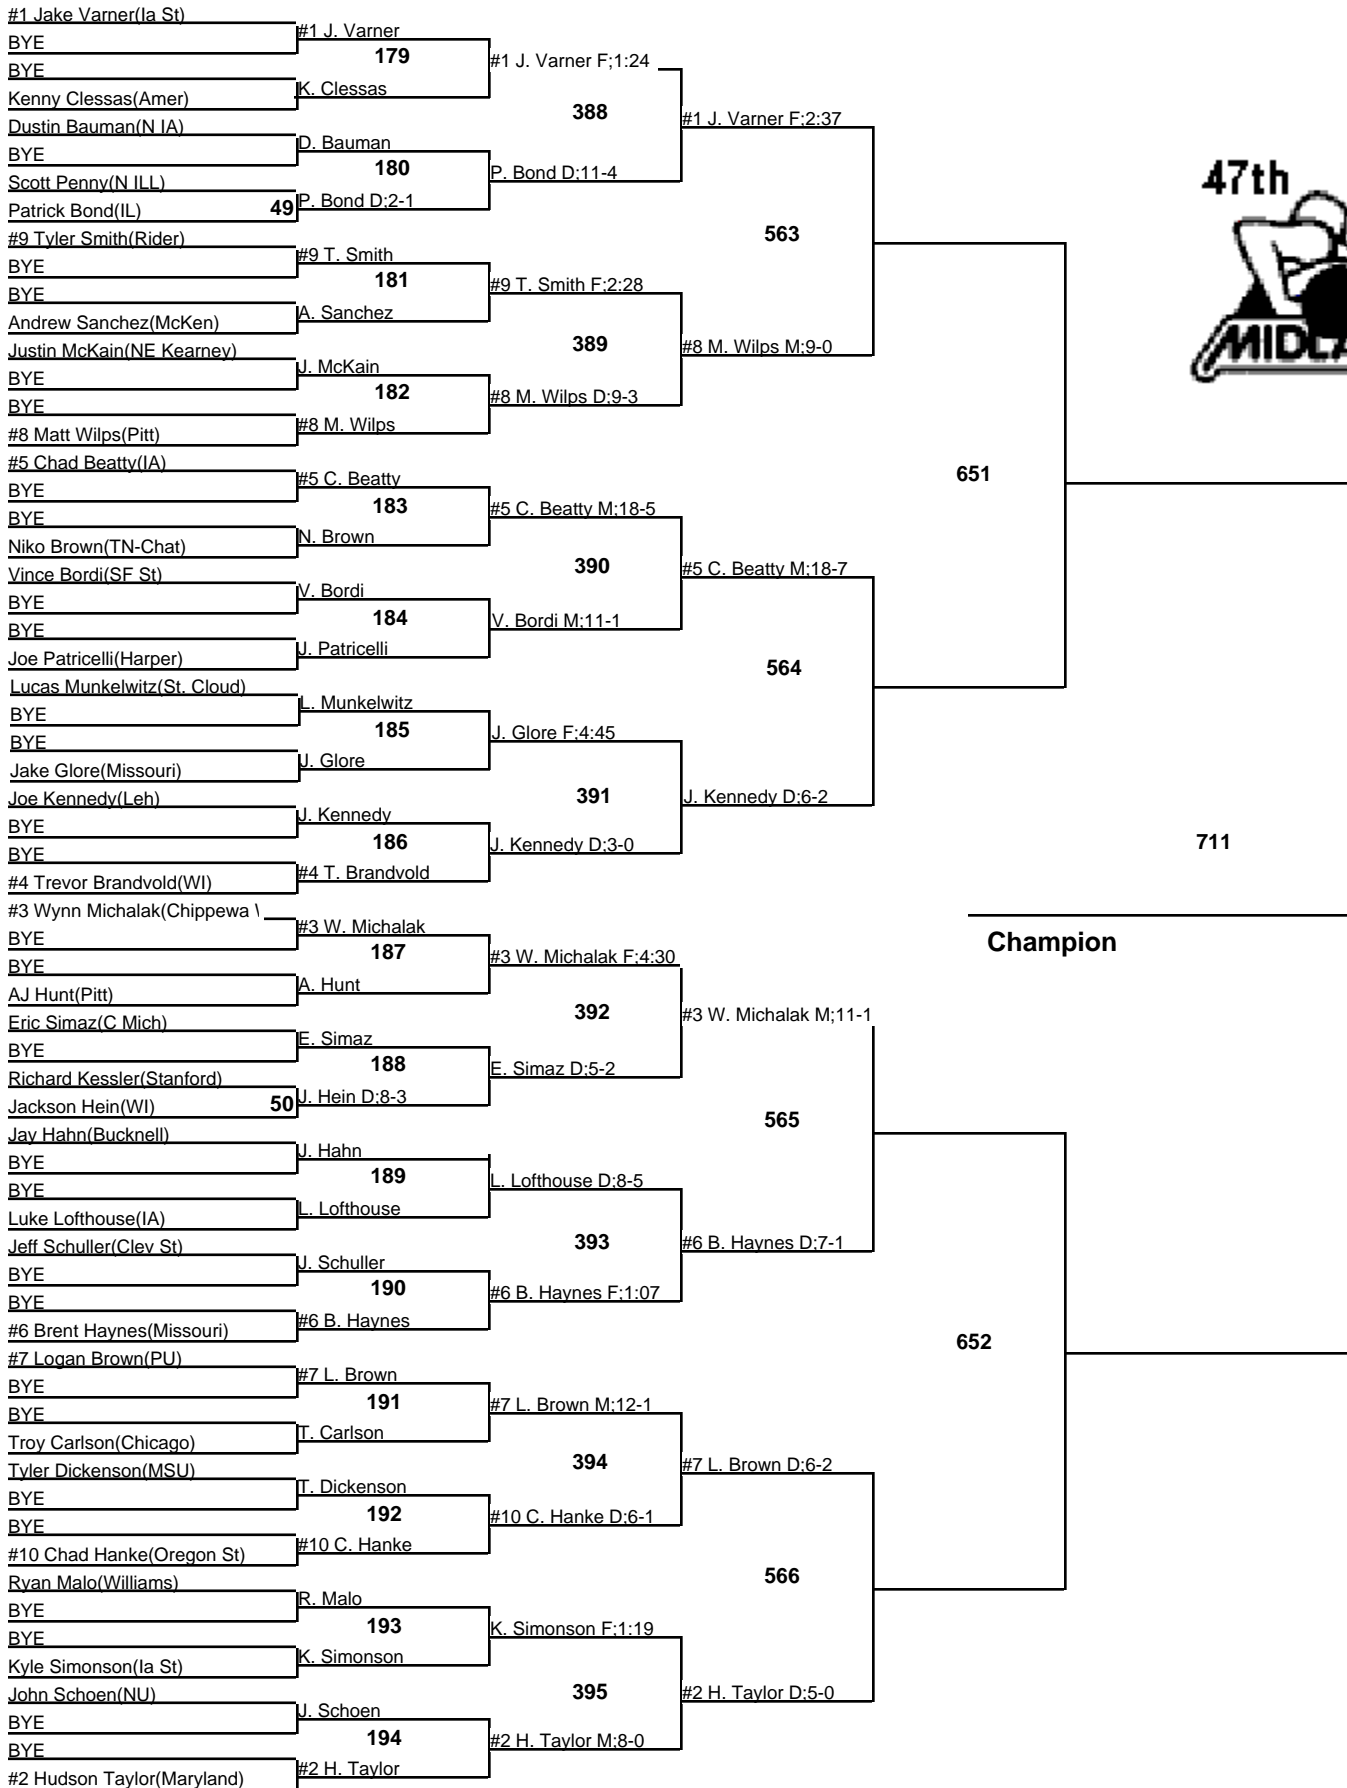 #1 Jake Varner(Ia St)
BYE
BYE
Kenny Clessas(Amer)
Dustin Bauman(N IA)
BYE
Scott Penny(N ILL)
Patrick Bond(IL)
#9 Tyler Smith(Rider)
BYE
BYE
Andrew Sanchez(McKen)
Justin McKain(NE Kearney)
BYE
BYE
#8 Matt Wilps(Pitt)
#5 Chad Beatty(IA)
BYE
BYE
Niko Brown(TN-Chat)
Vince Bordi(SF St)
BYE
BYE
Joe Patricelli(Harper)
Lucas Munkelwitz(St. Cloud)
BYE
BYE
Jake Glore(Missouri)
Joe Kennedy(Leh)
BYE
BYE
#4 Trevor Brandvold(WI)
#3 Wynn Michalak(Chippewa \
BYE
BYE
AJ Hunt(Pitt)
Eric Simaz(C Mich)
BYE
Richard Kessler(Stanford)
Jackson Hein(WI)
Jay Hahn(Bucknell)
BYE
BYE
Luke Lofthouse(IA)
Jeff Schuller(Clev St)
BYE
BYE
#6 Brent Haynes(Missouri)
#7 Logan Brown(PU)
BYE
BYE
Troy Carlson(Chicago)
Tyler Dickenson(MSU)
BYE
BYE
#10 Chad Hanke(Oregon St)
Ryan Malo(Williams)
BYE
BYE
Kyle Simonson(Ia St)
John Schoen(NU)
BYE
BYE
#2 Hudson Taylor(Maryland)
49
50
#1 J. Varner
179
K. Clessas
D. Bauman
180
P. Bond D;2-1
#9 T. Smith
181
A. Sanchez
J. McKain
182
#8 M. Wilps
#5 C. Beatty
183
N. Brown
V. Bordi
184
J. Patricelli
L. Munkelwitz
185
J. Glore
J. Kennedy
186
#4 T. Brandvold
#3 W. Michalak
187
A. Hunt
E. Simaz
188
J. Hein D;8-3
J. Hahn
189
L. Lofthouse
J. Schuller
190
#6 B. Haynes
#7 L. Brown
191
T. Carlson
T. Dickenson
192
#10 C. Hanke
R. Malo
193
K. Simonson
J. Schoen
194
#2 H. Taylor
#1 J. Varner F;1:24
388
P. Bond D;11-4
#9 T. Smith F;2:28
389
#8 M. Wilps D;9-3
#5 C. Beatty M;18-5
390
V. Bordi M;11-1
J. Glore F;4:45
391
J. Kennedy D;3-0
#3 W. Michalak F;4:30
392
E. Simaz D;5-2
L. Lofthouse D;8-5
393
#6 B. Haynes F;1:07
#7 L. Brown M;12-1
394
#10 C. Hanke D;6-1
K. Simonson F;1:19
395
#2 H. Taylor M;8-0
#1 J. Varner F;2:37
563
#8 M. Wilps M;9-0
#5 C. Beatty M;18-7
564
J. Kennedy D;6-2
#3 W. Michalak M;11-1
565
#6 B. Haynes D;7-1
#7 L. Brown D;6-2
566
#2 H. Taylor D;5-0
651
652
47th
711
Champion